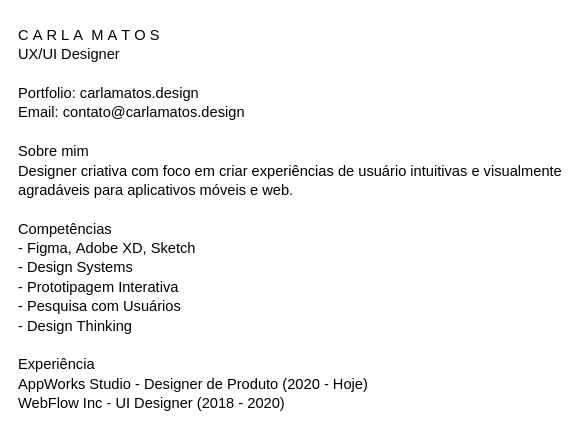 CARLA MATOS
UX/UI Designer
Portfolio: carlamatos.design
Email: contato@carlamatos.design
Sobre mim
Designer criativa com foco em criar experiências de usuário intuitivas e visualmente
agradáveis para aplicativos móveis e web.
Competências
- Figma, Adobe XD, Sketch
- Design Systems
- Prototipagem Interativa
- Pesquisa com Usuários
- Design Thinking
Experiência
AppWorks Studio - Designer de Produto (2020 - Hoje)
WebFlow Inc - UI Designer (2018 - 2020)